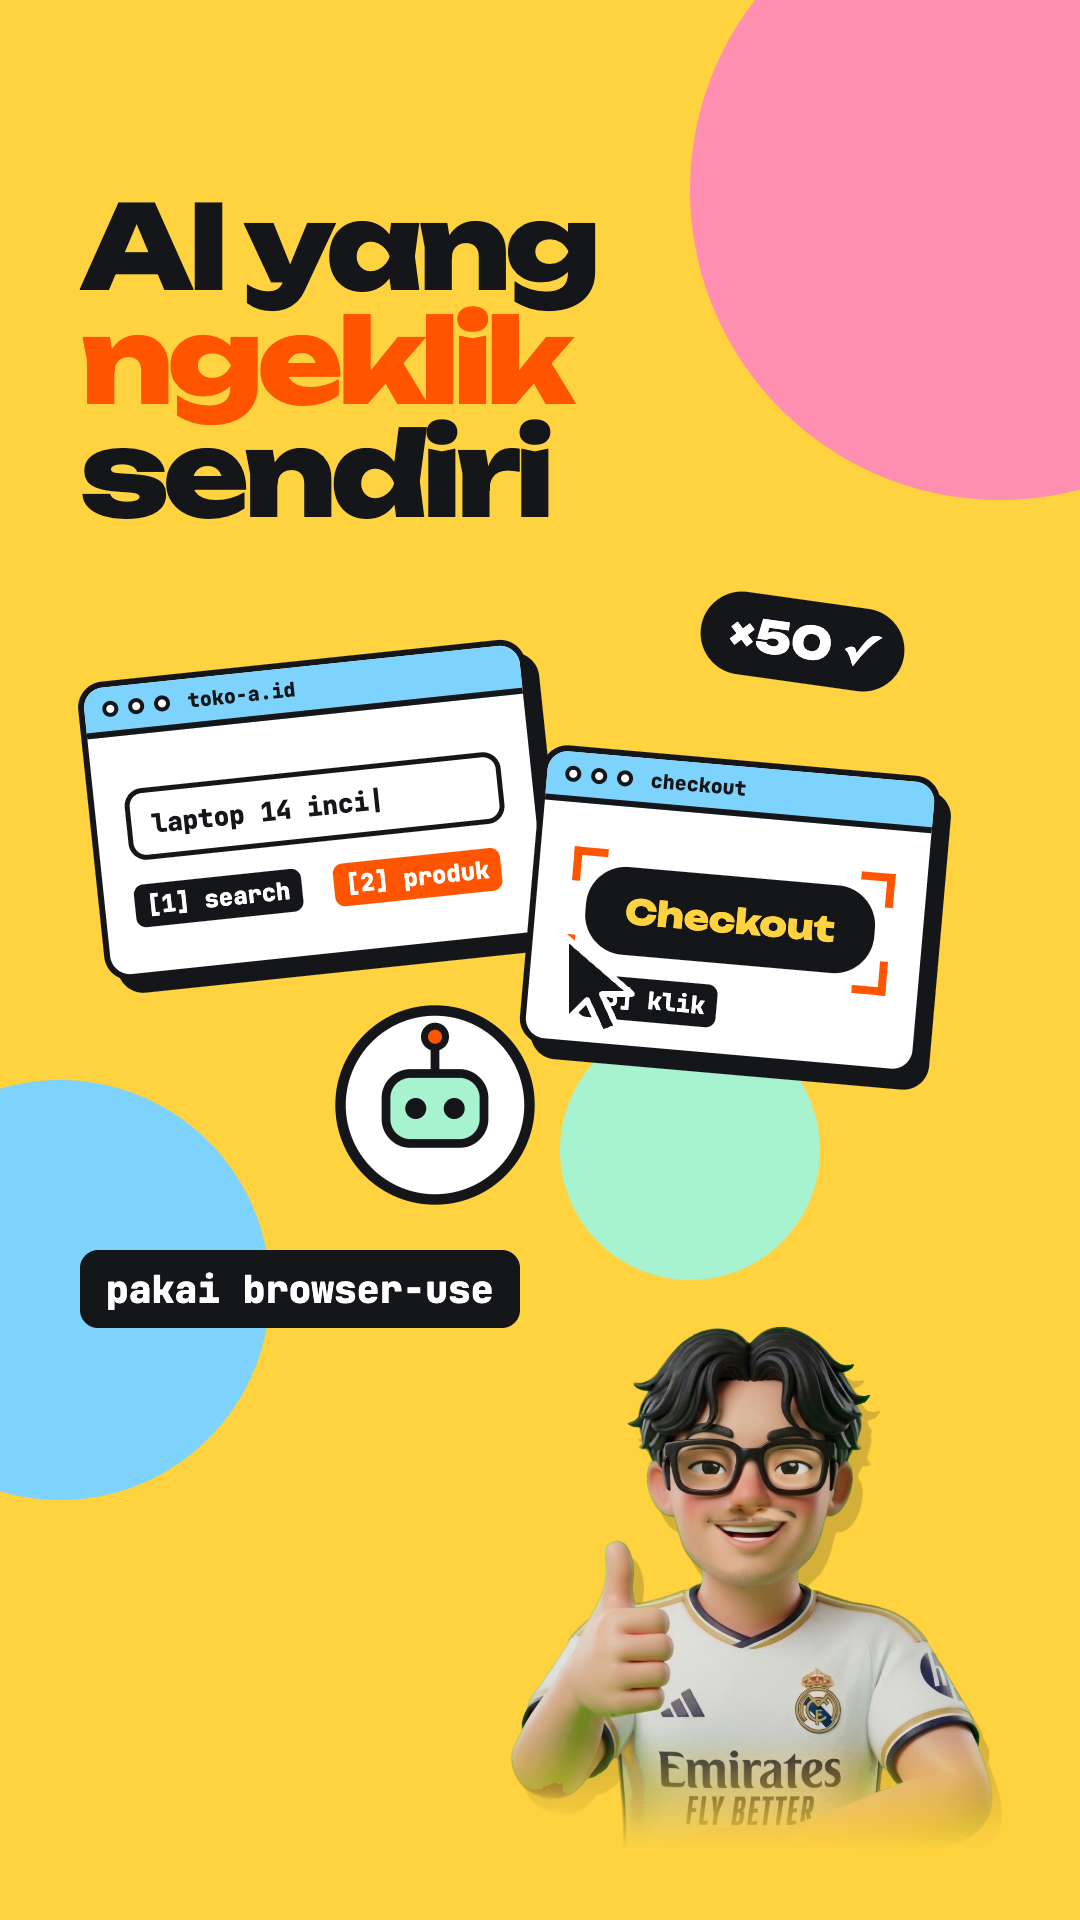 AI yang
ngeklik
sendiri
×50 ✓
toko-a.id
laptop 14 inci|
[1] search
[2] produk
checkout
Checkout
] klik
pakai browser-use
Emirates
FLY BETTER